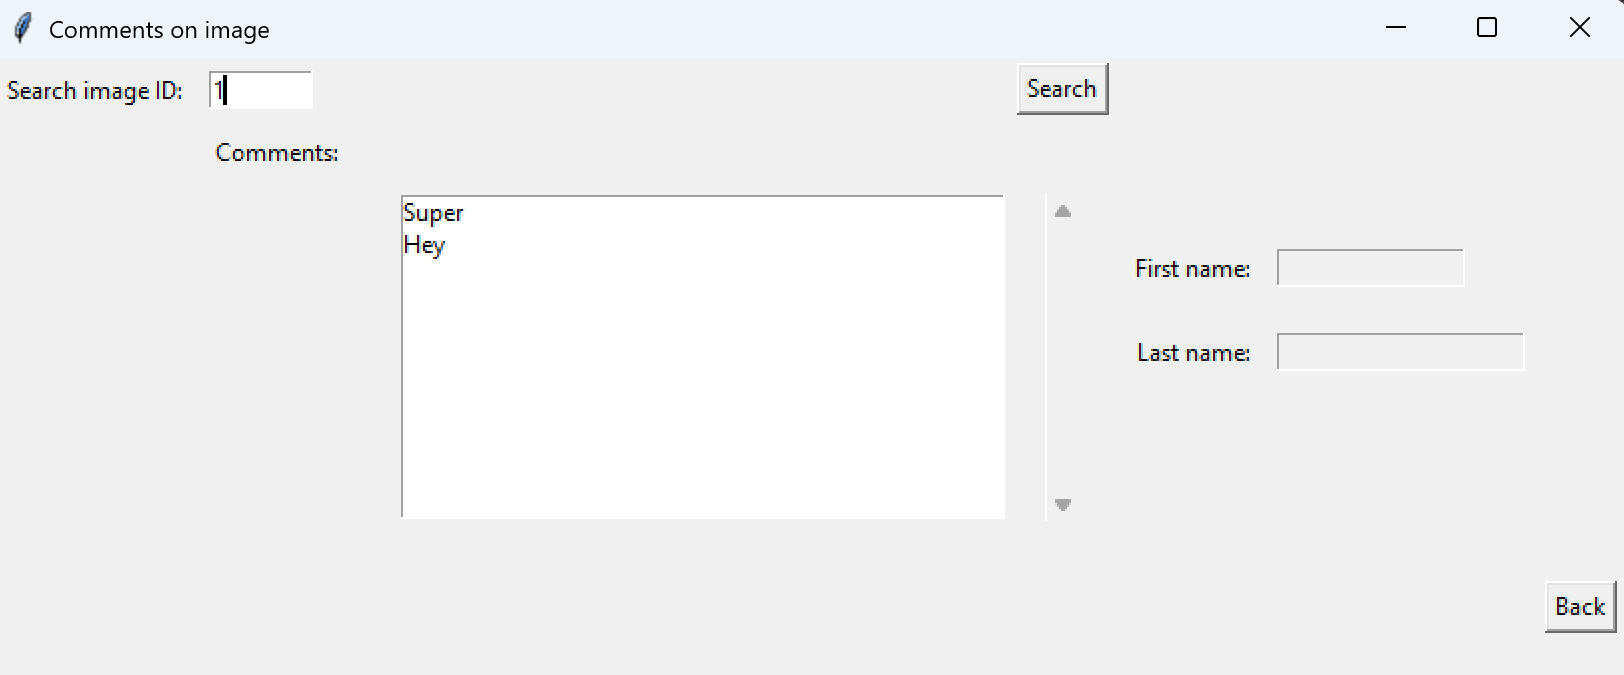 Comments on image
Search image ID: 1 Search
Comments:
Super
Hey
First name:
Last name:
Back